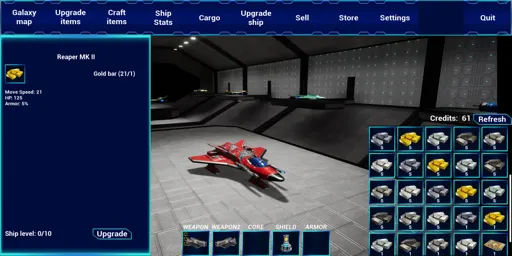 Galaxy map
Upgrade items
Craft items
Ship Stats
Cargo
Upgrade ship
Sell
Store
Settings
Quit
Reaper MK II
Gold bar (21/1)
Move Speed: 21
HP: 125
Armor: 5%
Ship level: 0/10
Upgrade
Credits: 61
Refresh
WEAPON
WEAPON2
CORE
SHIELD
ARMOR